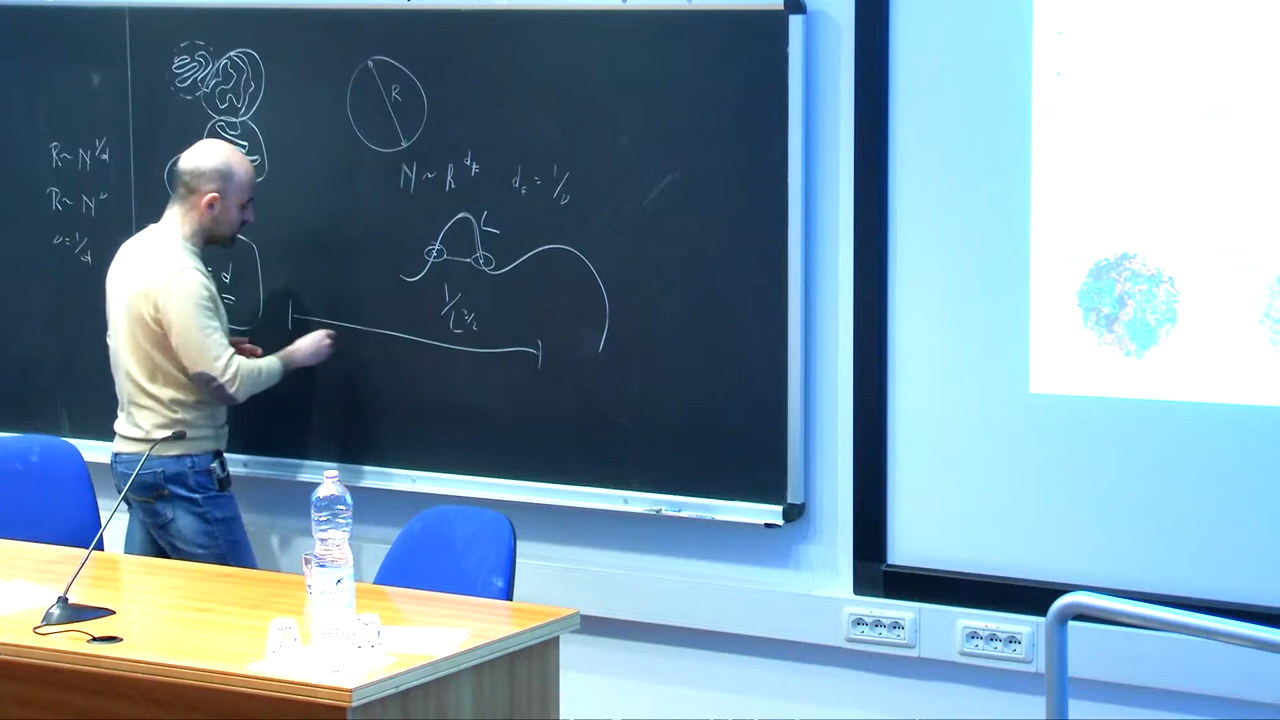 R~N^1/d
R~N^ν
ν=1/d
d
R
N~R^d_F d_F=1/ν
L
1/L^3/2